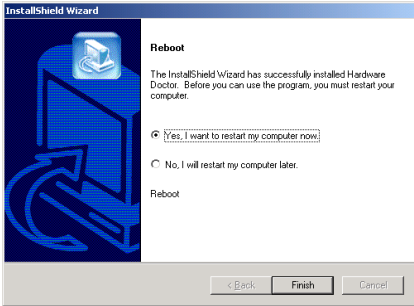 InstallShield Wizard
Reboot
The InstallShield Wizard has successfully installed Hardware
Doctor. Before you can use the program, you must restart your
computer.
Yes, I want to restart my computer now.
No, I will restart my computer later.
Reboot
< Back
Finish
Cancel